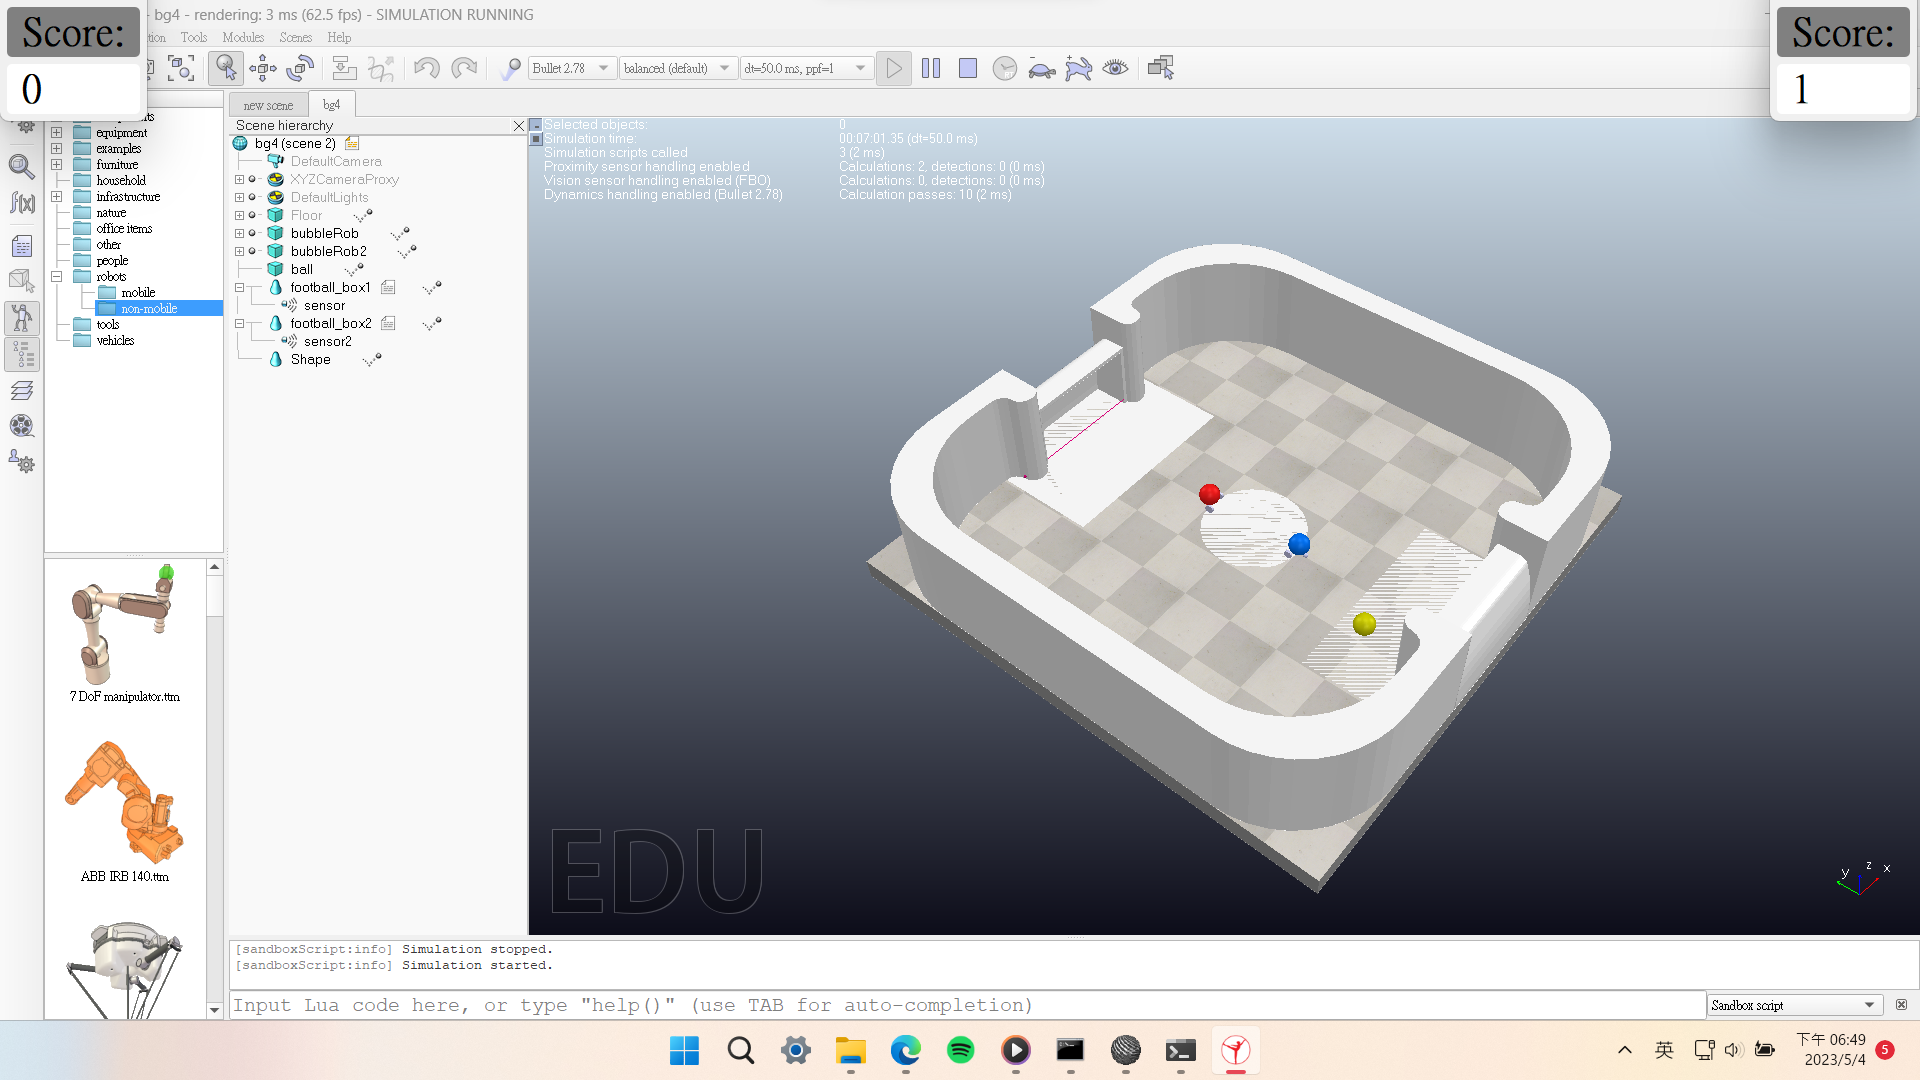 - bg4 - rendering: 3 ms (62.5 fps) - SIMULATION RUNNING
Score:
0
Score:
1
Tools
Modules
Scenes
Help
Bullet 2.78
balanced (default)
dt=50.0 ms, ppf=1
new scene
bg4
equipment
examples
furniture
household
infrastructure
nature
office items
other
people
robots
mobile
non-mobile
tools
vehicles
7 DoF manipulator.ttm
ABB IRB 140.ttm
Scene hierarchy
bg4 (scene 2)
DefaultCamera
XYZCameraProxy
DefaultLights
Floor
bubbleRob
bubbleRob2
ball
football_box1
sensor
football_box2
sensor2
Shape
Selected objects: 0
Simulation time: 00:07:01.35 (dt=50.0 ms)
Simulation scripts called 3 (2 ms)
Proximity sensor handling enabled Calculations: 2, detections: 0 (0 ms)
Vision sensor handling enabled (FBO) Calculations: 0, detections: 0 (0 ms)
Dynamics handling enabled (Bullet 2.78) Calculation passes: 10 (2 ms)
EDU
z
y
x
[sandboxScript:info] Simulation stopped.
[sandboxScript:info] Simulation started.
Input Lua code here, or type "help()" (use TAB for auto-completion)
Sandbox script
英
下午 06:49
2023/5/4
5